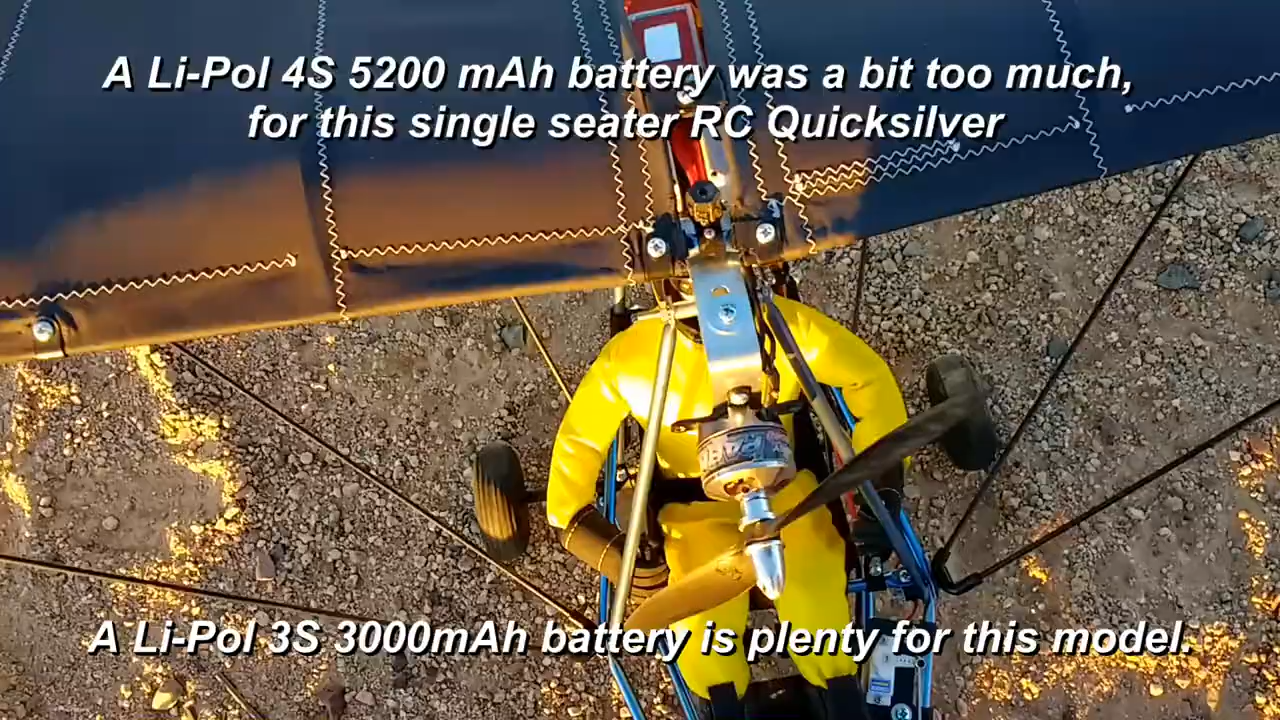 A Li-Pol 4S 5200 mAh battery was a bit too much,
for this single seater RC Quicksilver
A Li-Pol 3S 3000mAh battery is plenty for this model.